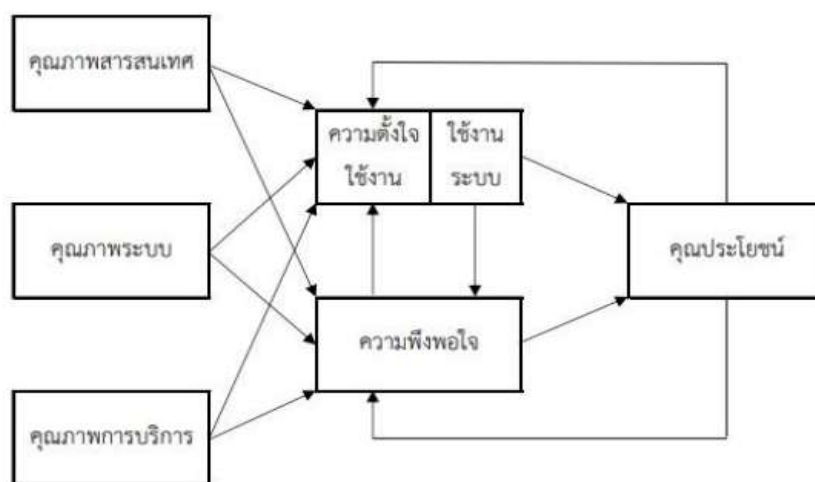 คุณภาพสารสนเทศ
ความตั้งใจ
ใช้งาน
ใช้งาน
ระบบ
คุณภาพระบบ
คุณประโยชน์
ความพึงพอใจ
คุณภาพการบริการ